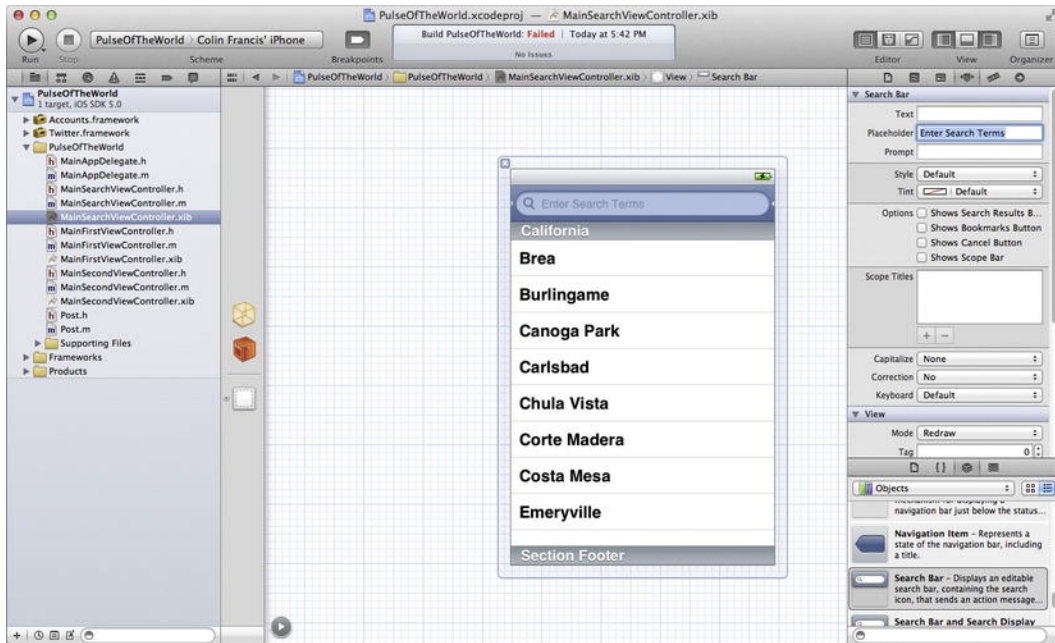 PulseOfTheWorld.xcodeproj — MainSearchViewController.xib
PulseOfTheWorld › Colin Francis' iPhone
Build PulseOfTheWorld: Failed | Today at 5:42 PM
No Issues
Run Stop Scheme Breakpoints Editor View Organizer
PulseOfTheWorld › PulseOfTheWorld › MainSearchViewController.xib › View › Search Bar
PulseOfTheWorld
1 target, iOS SDK 5.0
Accounts.framework
Twitter.framework
PulseOfTheWorld
MainAppDelegate.h
MainAppDelegate.m
MainSearchViewController.h
MainSearchViewController.m
MainSearchViewController.xib
MainFirstViewController.h
MainFirstViewController.m
MainFirstViewController.xib
MainSecondViewController.h
MainSecondViewController.m
MainSecondViewController.xib
Post.h
Post.m
Supporting Files
Frameworks
Products
Enter Search Terms
California
Brea
Burlingame
Canoga Park
Carlsbad
Chula Vista
Corte Madera
Costa Mesa
Emeryville
Section Footer
Search Bar
Text
Placeholder Enter Search Terms
Prompt
Style Default
Tint Default
Options Shows Search Results B...
Shows Bookmarks Button
Shows Cancel Button
Shows Scope Bar
Scope Titles
+ −
Capitalize None
Correction No
Keyboard Default
View
Mode Redraw
Tag 0
{}
Objects
navigation bar just below the status...
Navigation Item – Represents a
state of the navigation bar, including
a title.
Search Bar – Displays an editable
search bar, containing the search
icon, that sends an action message...
Search Bar and Search Display